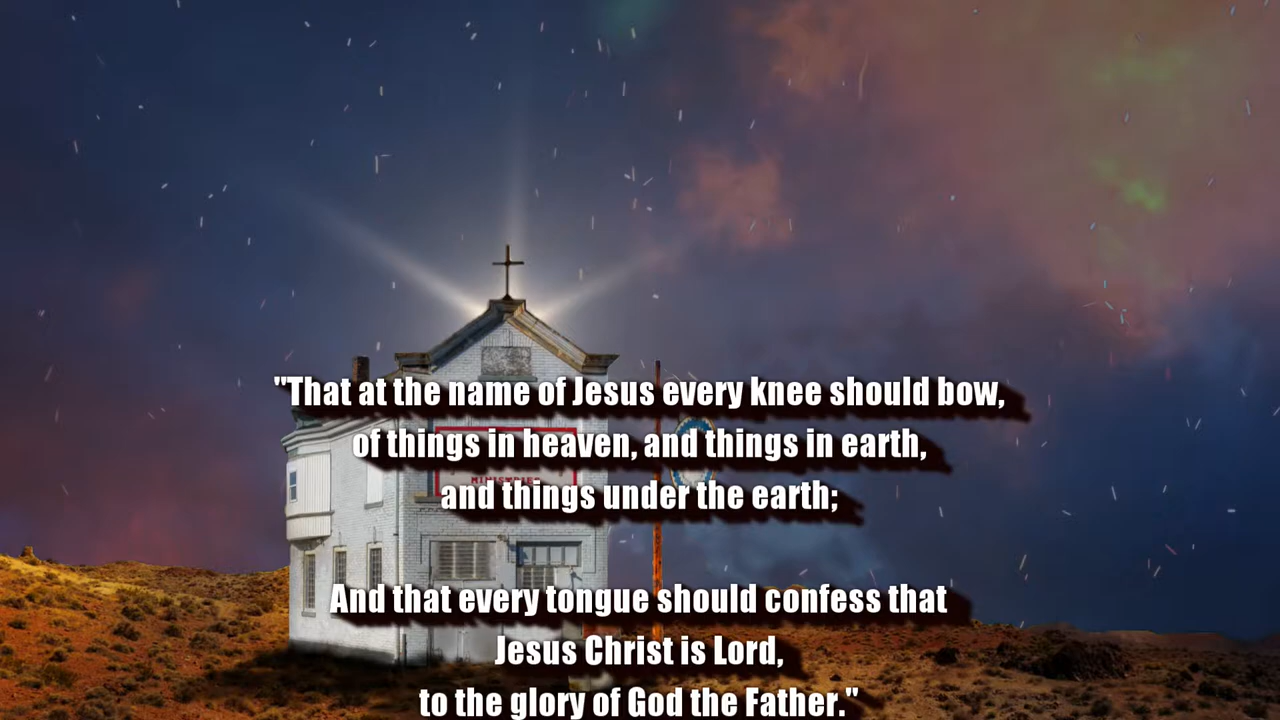 "That at the name of Jesus every knee should bow,
of things in heaven, and things in earth,
MINISTRIES
and things under the earth;
And that every tongue should confess that
Jesus Christ is Lord,
to the glory of God the Father."